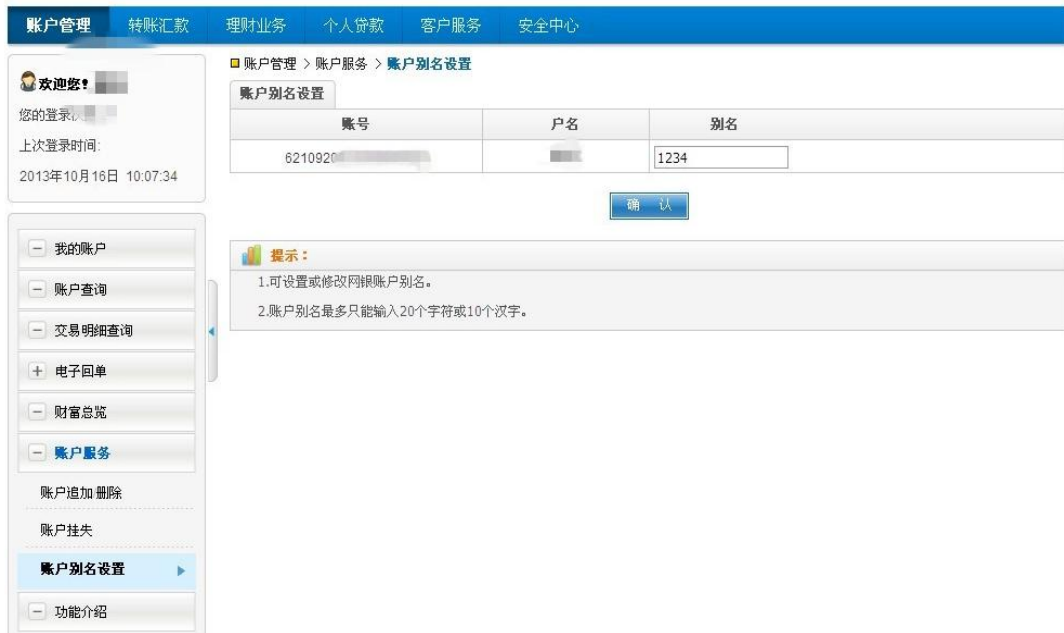 账户管理 转账汇款 理财业务 个人贷款 客户服务 安全中心
欢迎您!
您的登录
上次登录时间:
2013年10月16日 10:07:34
我的账户
账户查询
交易明细查询
电子回单
财富总览
账户服务
账户追加删除
账户挂失
账户别名设置
功能介绍
账户管理 > 账户服务 > 账户别名设置
账户别名设置
账号 户名 别名
6210920 1234
确 认
提示:
1.可设置或修改网银账户别名。
2.账户别名最多只能输入20个字符或10个汉字。